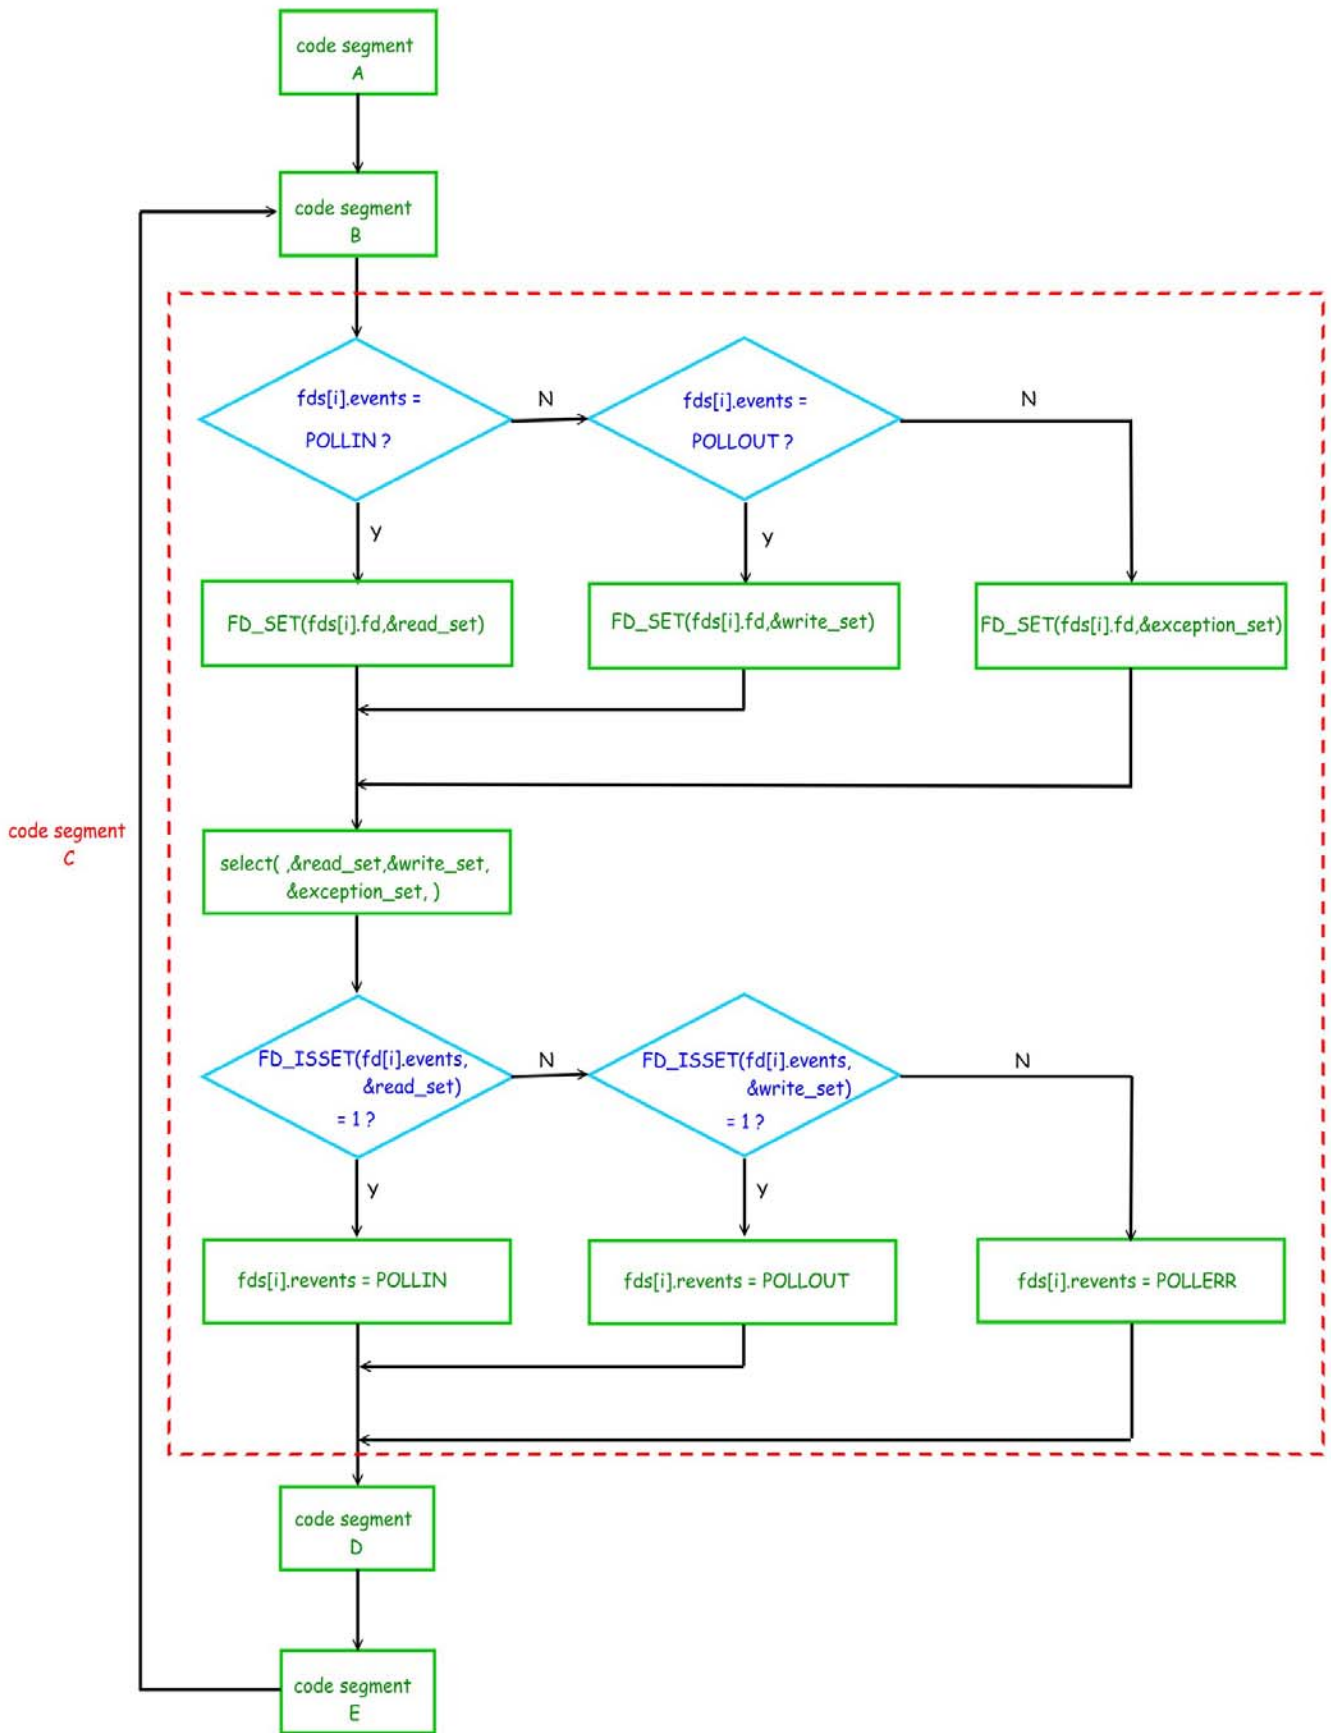 code segment
A
code segment
B
fds[i].events =
POLLIN ?
N
fds[i].events =
POLLOUT ?
N
y
y
FD_SET(fds[i].fd,&read_set)
FD_SET(fds[i].fd,&write_set)
FD_SET(fds[i].fd,&exception_set)
code segment
C
select( ,&read_set,&write_set,
&exception_set, )
FD_ISSET(fd[i].events,
&read_set)
= 1 ?
N
FD_ISSET(fd[i].events,
&write_set)
= 1 ?
N
y
y
fds[i].revents = POLLIN
fds[i].revents = POLLOUT
fds[i].revents = POLLERR
code segment
D
code segment
E